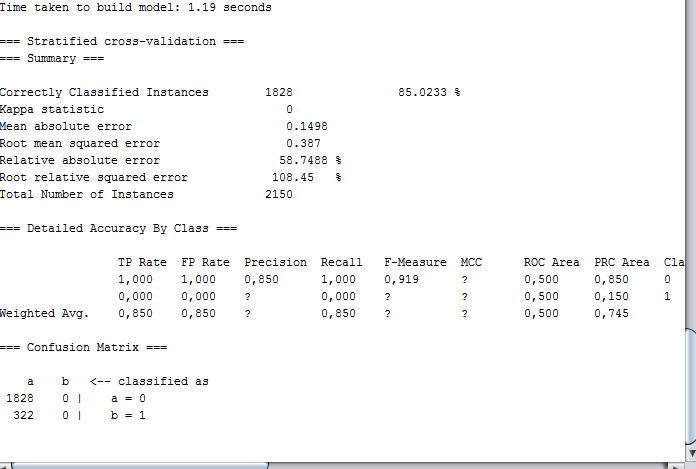 Time taken to build model: 1.19 seconds
=== Stratified cross-validation ===
=== Summary ===
Correctly Classified Instances 1828 85.0233 %
Kappa statistic 0
Mean absolute error 0.1498
Root mean squared error 0.387
Relative absolute error 58.7488 %
Root relative squared error 108.45 %
Total Number of Instances 2150
=== Detailed Accuracy By Class ===
TP Rate FP Rate Precision Recall F-Measure MCC ROC Area PRC Area Cla
1,000 1,000 0,850 1,000 0,919 ? 0,500 0,850 0
0,000 0,000 ? 0,000 ? ? 0,500 0,150 1
Weighted Avg. 0,850 0,850 ? 0,850 ? ? 0,500 0,745
=== Confusion Matrix ===
a b <-- classified as
1828 0 | a = 0
322 0 | b = 1